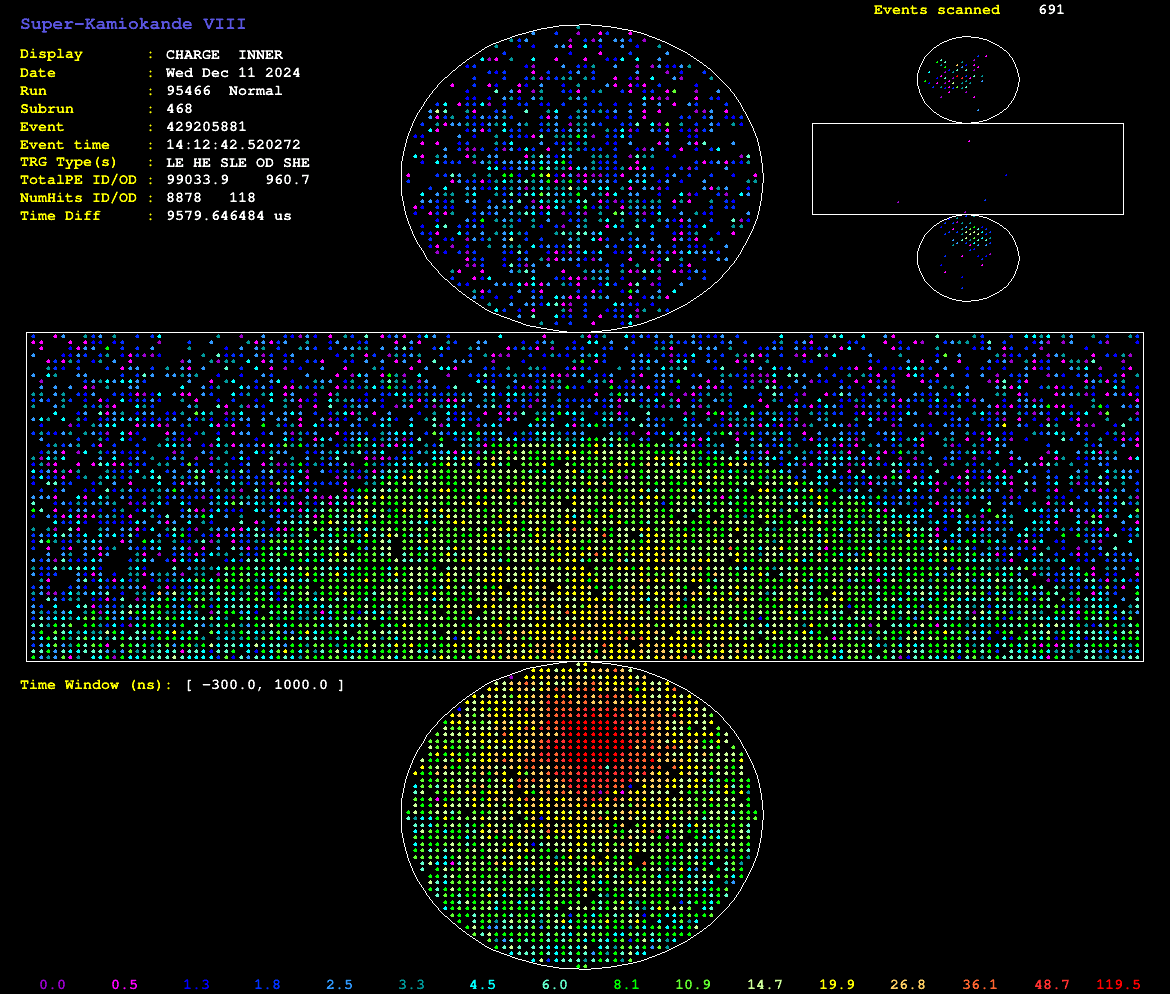 Super-Kamiokande VIII
Events scanned 691
Display : CHARGE INNER
Date : Wed Dec 11 2024
Run : 95466 Normal
Subrun : 468
Event : 429205881
Event time : 14:12:42.520272
TRG Type(s) : LE HE SLE OD SHE
TotalPE ID/OD : 99033.9 960.7
NumHits ID/OD : 8878 118
Time Diff : 9579.646484 us
Time Window (ns): [ −300.0, 1000.0 ]
0.0 0.5 1.3 1.8 2.5 3.3 4.5 6.0 8.1 10.9 14.7 19.9 26.8 36.1 48.7 119.5